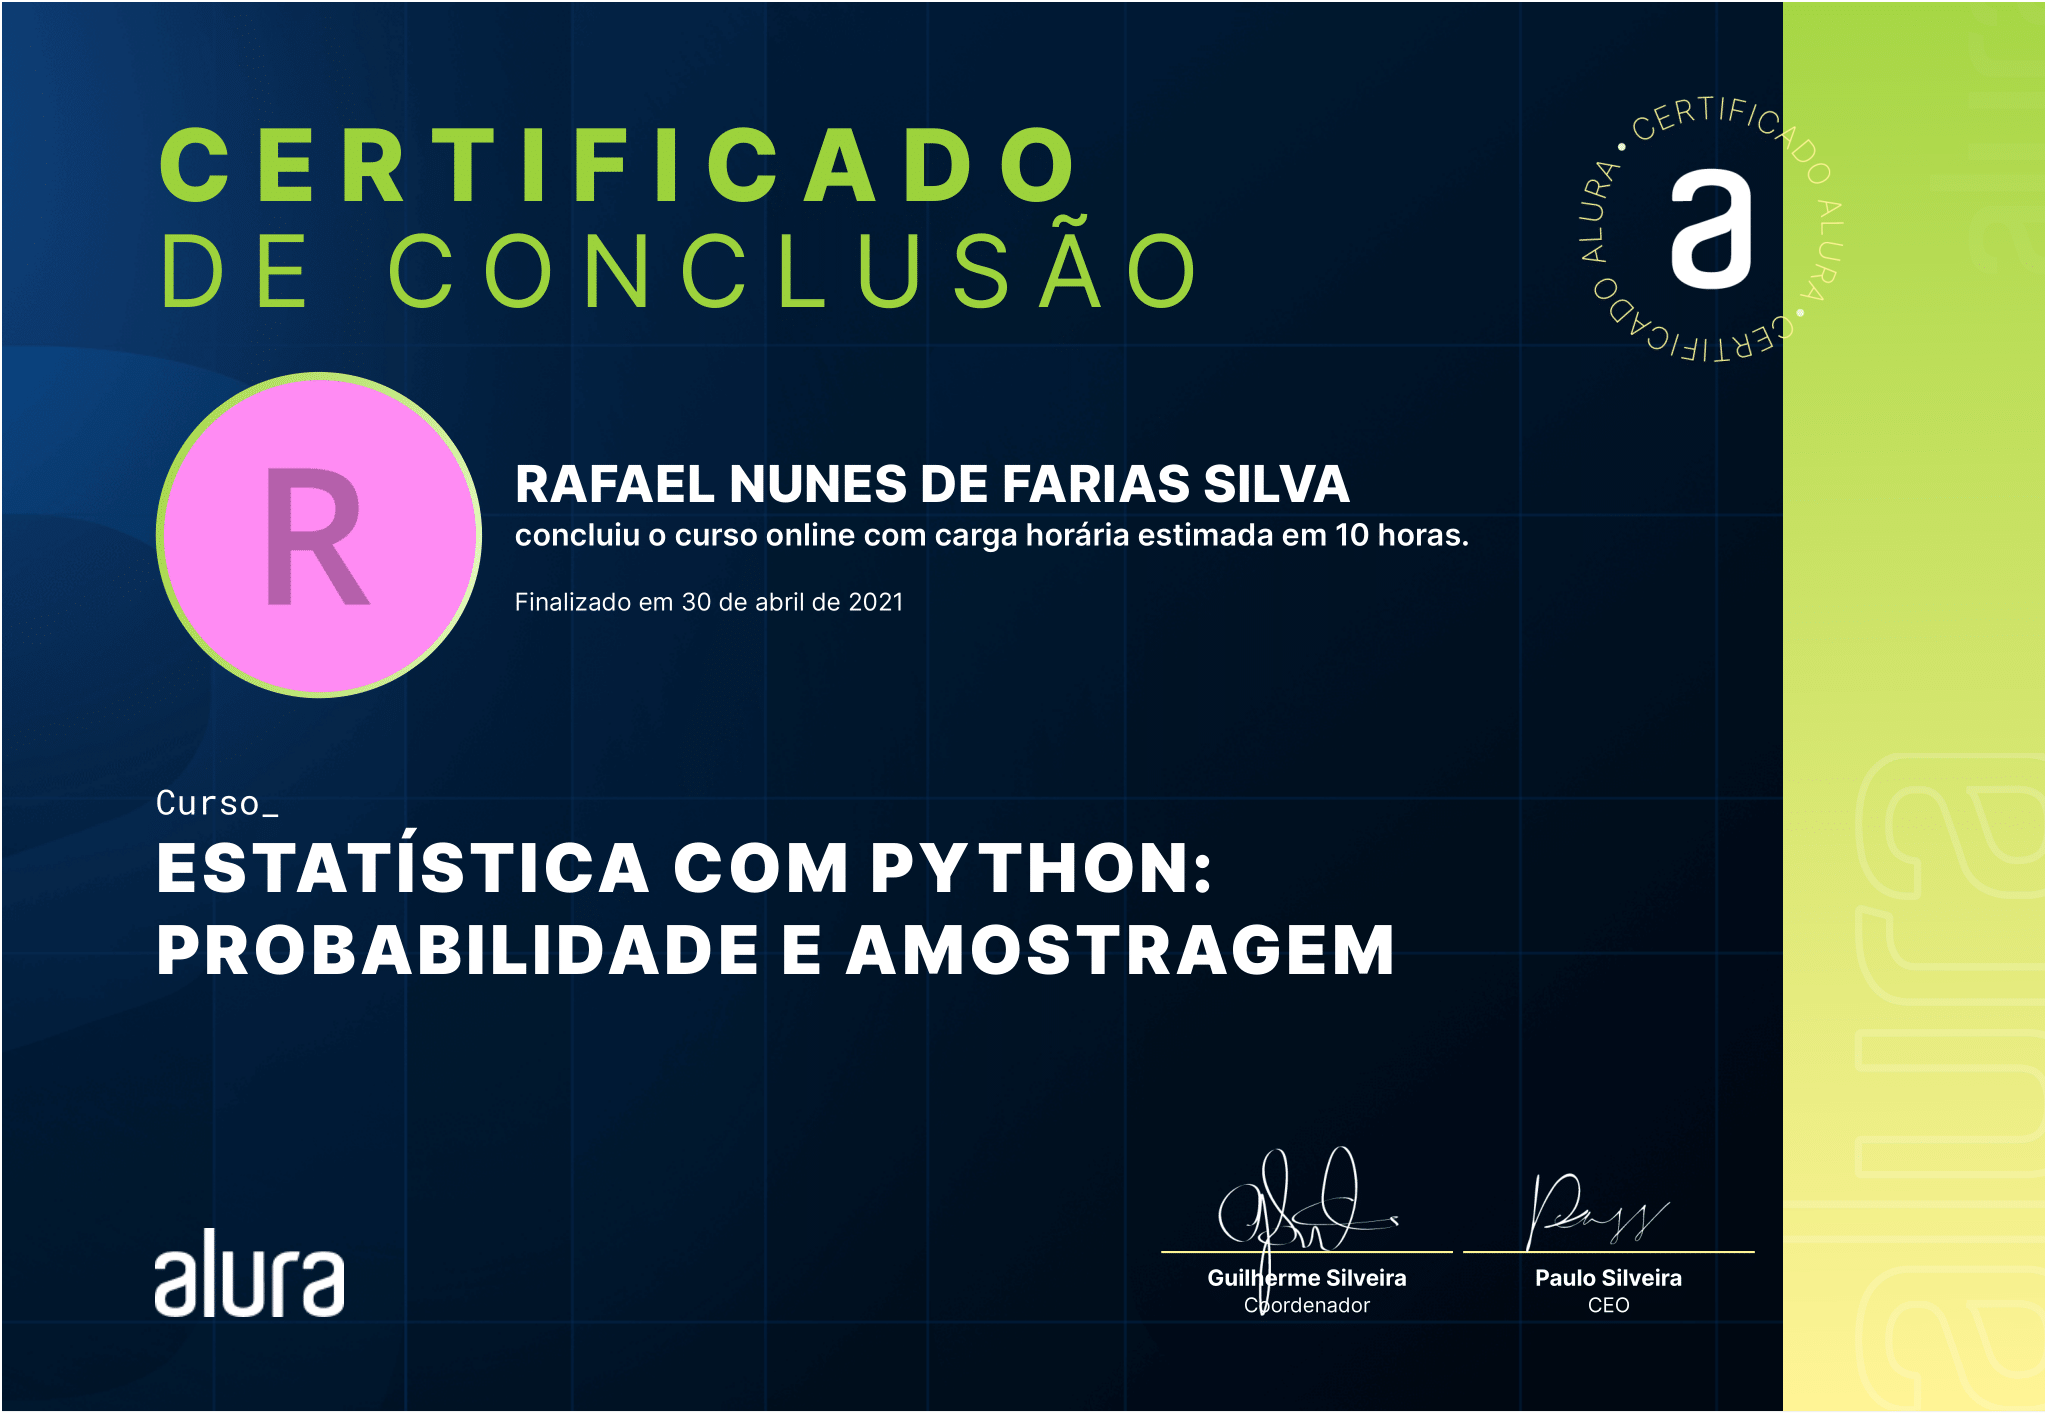 CERTIFICADO
DE CONCLUSÃO
CERTIFICADO ALURA • CERTIFICADO ALURA •
a
R
RAFAEL NUNES DE FARIAS SILVA
concluiu o curso online com carga horária estimada em 10 horas.
Finalizado em 30 de abril de 2021
Curso_
ESTATÍSTICA COM PYTHON:
PROBABILIDADE E AMOSTRAGEM
alura
Guilherme Silveira
Coordenador
Paulo Silveira
CEO
alura
alura